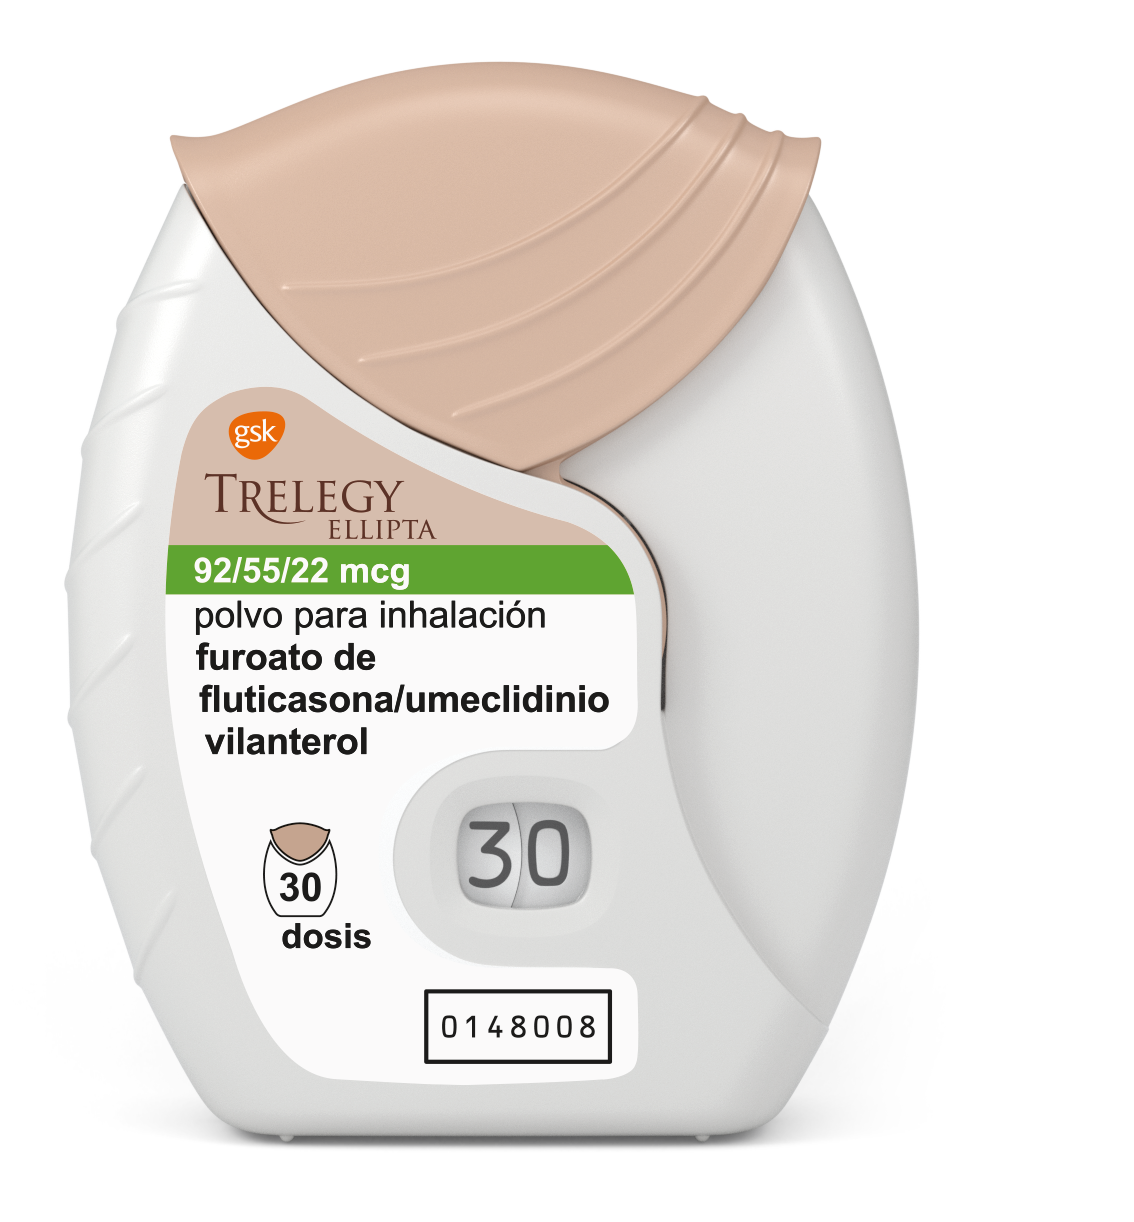 gsk
TRELEGY
ELLIPTA
92/55/22 mcg
polvo para inhalación
furoato de
fluticasona/umeclidinio
vilanterol
30
30
dosis
0148008